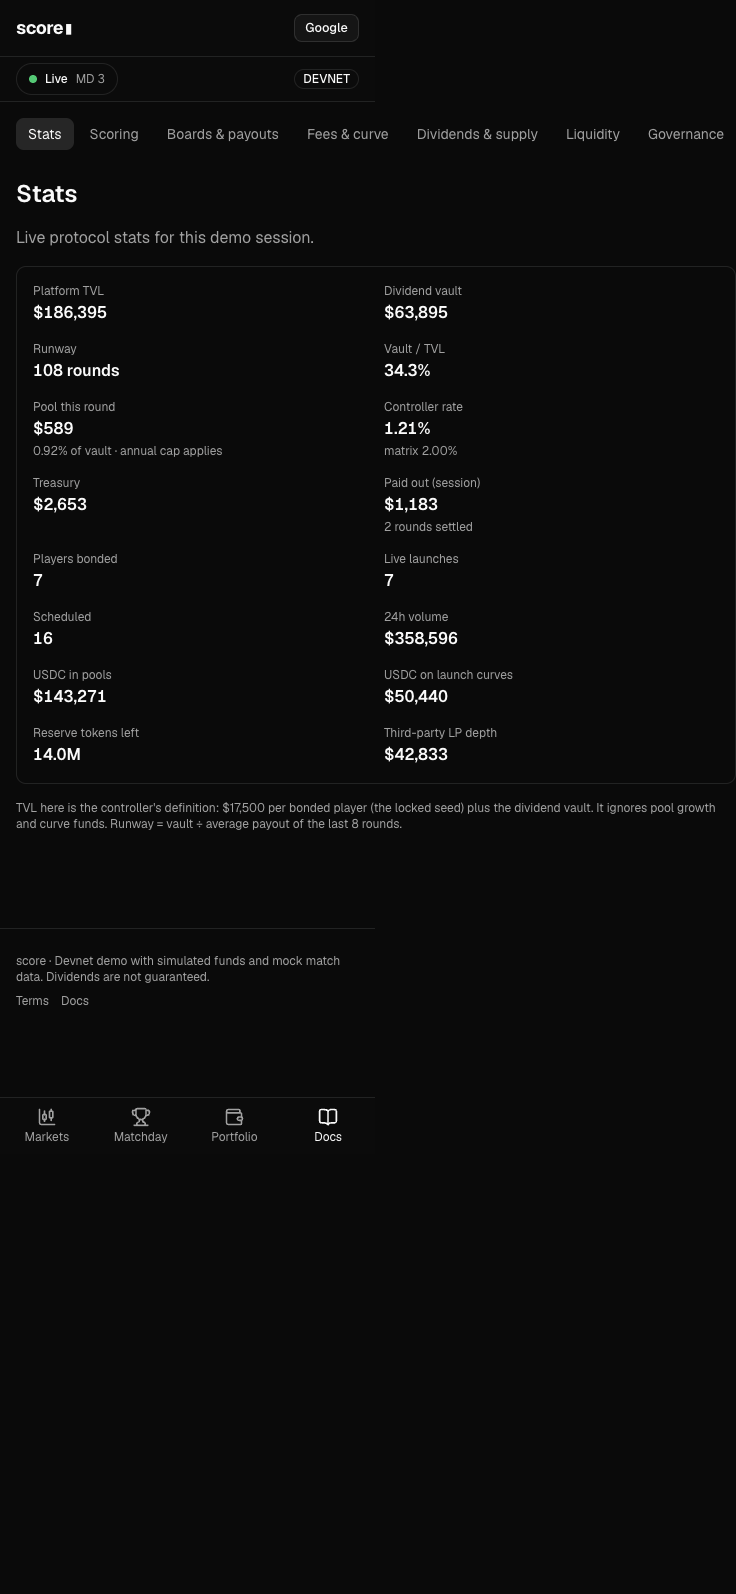 score
Google
Live MD 3
DEVNET
Stats Scoring Boards & payouts Fees & curve Dividends & supply Liquidity Governance
Stats
Live protocol stats for this demo session.
Platform TVL
$186,395
Dividend vault
$63,895
Runway
108 rounds
Vault / TVL
34.3%
Pool this round
$589
0.92% of vault · annual cap applies
Controller rate
1.21%
matrix 2.00%
Treasury
$2,653
Paid out (session)
$1,183
2 rounds settled
Players bonded
7
Live launches
7
Scheduled
16
24h volume
$358,596
USDC in pools
$143,271
USDC on launch curves
$50,440
Reserve tokens left
14.0M
Third-party LP depth
$42,833
TVL here is the controller's definition: $17,500 per bonded player (the locked seed) plus the dividend vault. It ignores pool growth
and curve funds. Runway = vault ÷ average payout of the last 8 rounds.
score · Devnet demo with simulated funds and mock match
data. Dividends are not guaranteed.
Terms Docs
Markets Matchday Portfolio Docs